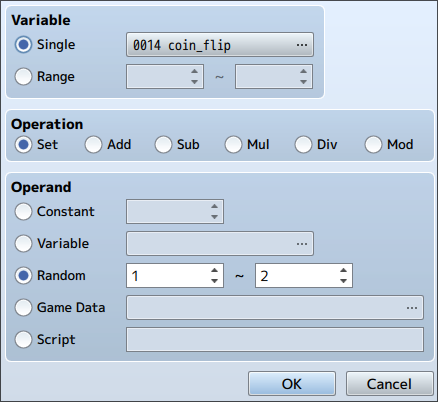 Variable
Single 0014 coin_flip ...
Range ~
Operation
Set Add Sub Mul Div Mod
Operand
Constant
Variable ...
Random 1 ~ 2
Game Data ...
Script
OK Cancel